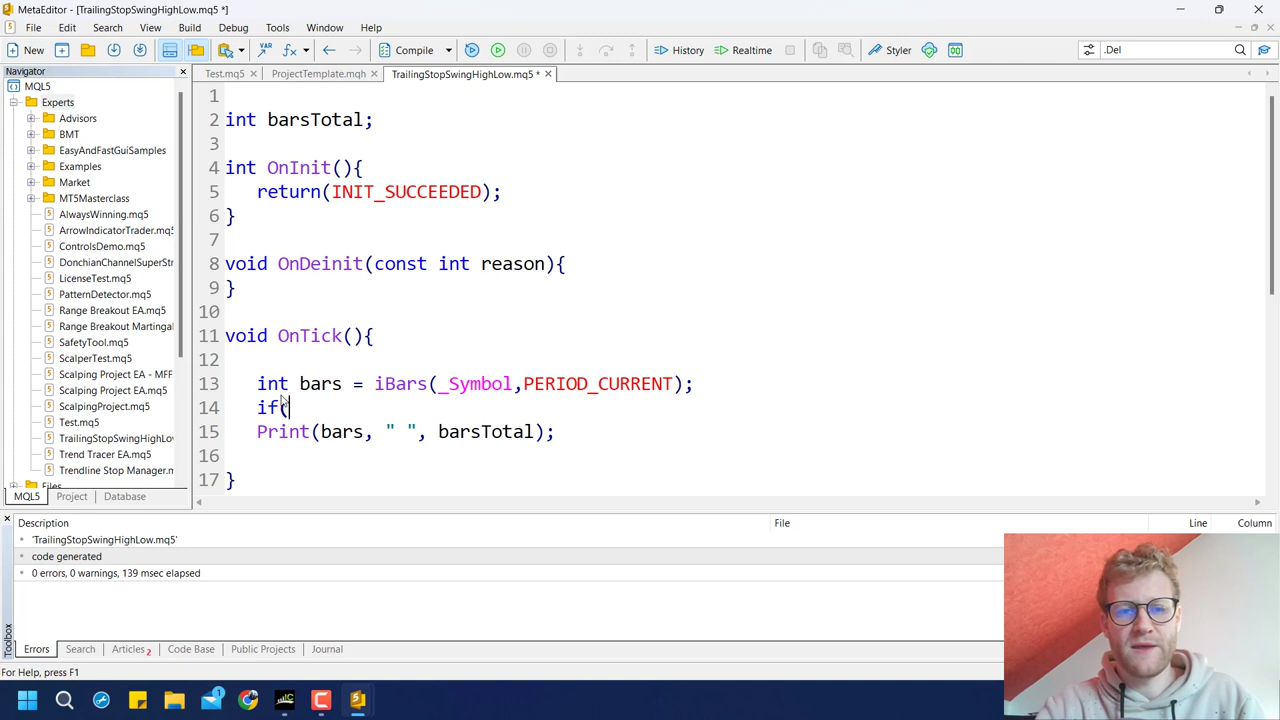 MetaEditor - [TrailingStopSwingHighLow.mq5 *]
File Edit Search View Build Debug Tools Window Help
New Compile History Realtime Styler .Del
Navigator
Test.mq5 ProjectTemplate.mqh TrailingStopSwingHighLow.mq5 *
MQL5
Experts
Advisors
BMT
EasyAndFastGuiSamples
Examples
Market
MT5Masterclass
AlwaysWinning.mq5
ArrowIndicatorTrader.mq
ControlsDemo.mq5
DonchianChannelSuperStr
LicenseTest.mq5
PatternDetector.mq5
Range Breakout EA.mq5
Range Breakout Martingal
SafetyTool.mq5
ScalperTest.mq5
Scalping Project EA - MFF
Scalping Project EA.mq5
ScalpingProject.mq5
Test.mq5
TrailingStopSwingHighLow
Trend Tracer EA.mq5
Trendline Stop Manager.m
Files
MQL5 Project Database
1
2 int barsTotal;
3
4 int OnInit(){
5 return(INIT_SUCCEEDED);
6 }
7
8 void OnDeinit(const int reason){
9 }
10
11 void OnTick(){
12
13 int bars = iBars(_Symbol,PERIOD_CURRENT);
14 if(
15 Print(bars, " ", barsTotal);
16
17 }
Description File Line Column
'TrailingStopSwingHighLow.mq5'
code generated
0 errors, 0 warnings, 139 msec elapsed
Toolbox
Errors Search Articles 2 Code Base Public Projects Journal
For Help, press F1